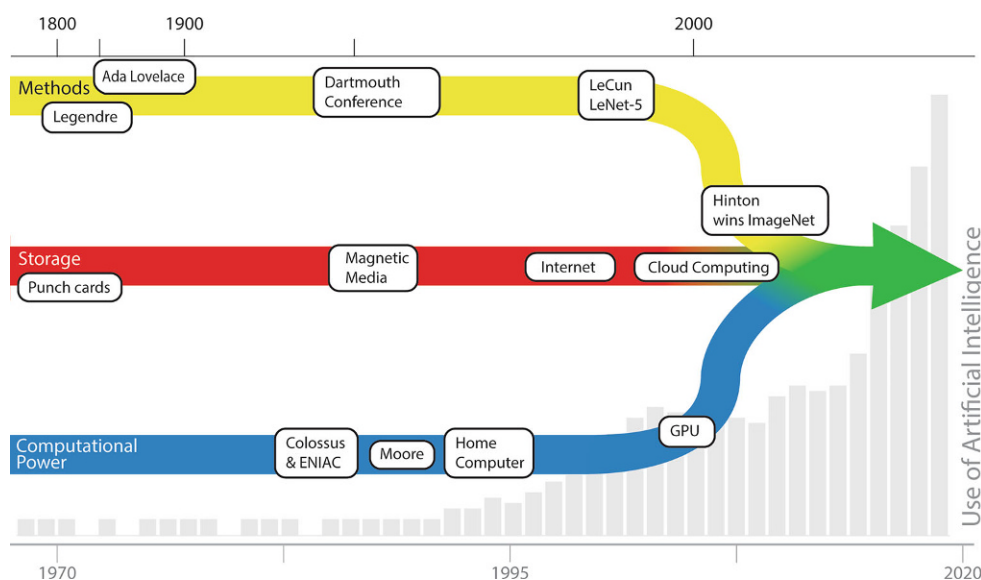 1800
1900
2000
Methods
Ada Lovelace
Legendre
Dartmouth
Conference
LeCun
LeNet-5
Hinton
wins ImageNet
Storage
Punch cards
Magnetic
Media
Internet
Cloud Computing
Computational
Power
Colossus
& ENIAC
Moore
Home
Computer
GPU
Use of Artificial Intelligence
1970
1995
2020